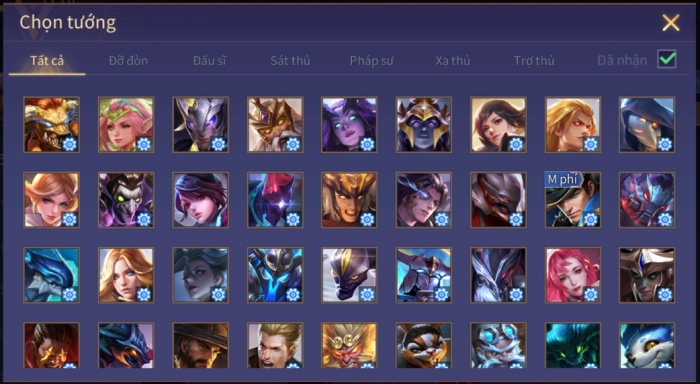 Chọn tướng
Tất cả Đỡ đòn Đấu sĩ Sát thủ Pháp sư Xạ thủ Trợ thủ Đã nhận
M phí